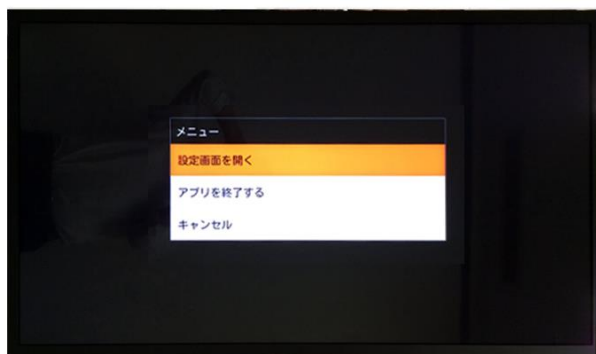 メニュー
設定画面を開く
アプリを終了する
キャンセル